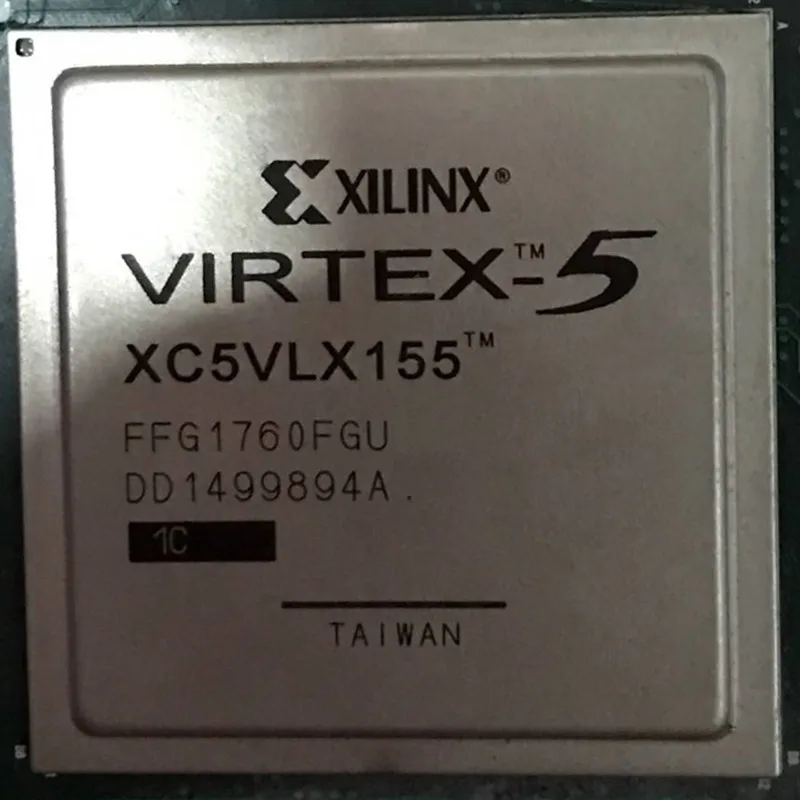 XILINX®
VIRTEX™-5
XC5VLX155™
FFG1760FGU
DD1499894A.
1C
TAIWAN